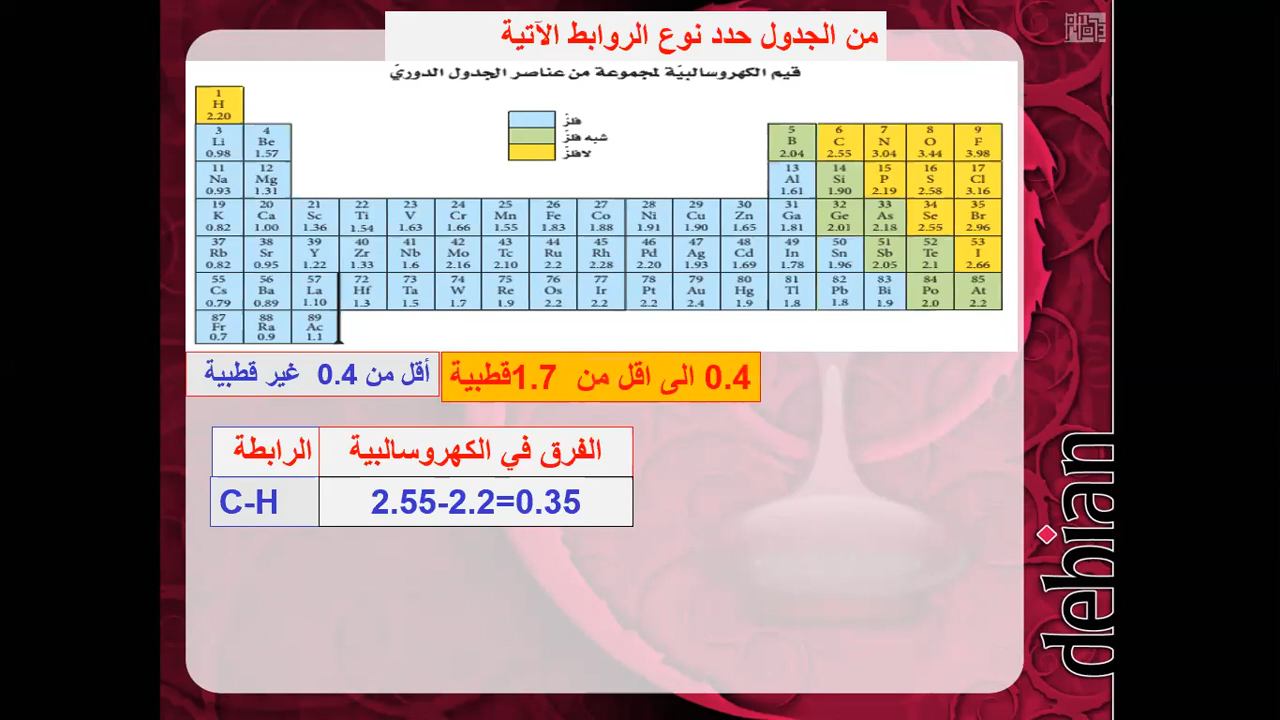 من الجدول حدد نوع الروابط الآتية
قيم الكهروسالبيّة لمجموعة من عناصر الجدول الدوريّ
فلزّ
شبه فلزّ
لافلزّ
1 H 2.20
3 Li 0.98 4 Be 1.57 5 B 2.04 6 C 2.55 7 N 3.04 8 O 3.44 9 F 3.98
11 Na 0.93 12 Mg 1.31 13 Al 1.61 14 Si 1.90 15 P 2.19 16 S 2.58 17 Cl 3.16
19 K 0.82 20 Ca 1.00 21 Sc 1.36 22 Ti 1.54 23 V 1.63 24 Cr 1.66 25 Mn 1.55 26 Fe 1.83 27 Co 1.88 28 Ni 1.91 29 Cu 1.90 30 Zn 1.65 31 Ga 1.81 32 Ge 2.01 33 As 2.18 34 Se 2.55 35 Br 2.96
37 Rb 0.82 38 Sr 0.95 39 Y 1.22 40 Zr 1.33 41 Nb 1.6 42 Mo 2.16 43 Tc 2.10 44 Ru 2.2 45 Rh 2.28 46 Pd 2.20 47 Ag 1.93 48 Cd 1.69 49 In 1.78 50 Sn 1.96 51 Sb 2.05 52 Te 2.1 53 I 2.66
55 Cs 0.79 56 Ba 0.89 57 La 1.10 72 Hf 1.3 73 Ta 1.5 74 W 1.7 75 Re 1.9 76 Os 2.2 77 Ir 2.2 78 Pt 2.2 79 Au 2.4 80 Hg 1.9 81 Tl 1.8 82 Pb 1.8 83 Bi 1.9 84 Po 2.0 85 At 2.2
87 Fr 0.7 88 Ra 0.9 89 Ac 1.1
0.4 الى اقل من 1.7قطبية
أقل من 0.4 غير قطبية
الرابطة الفرق في الكهروسالبية
C-H 2.55-2.2=0.35
debian